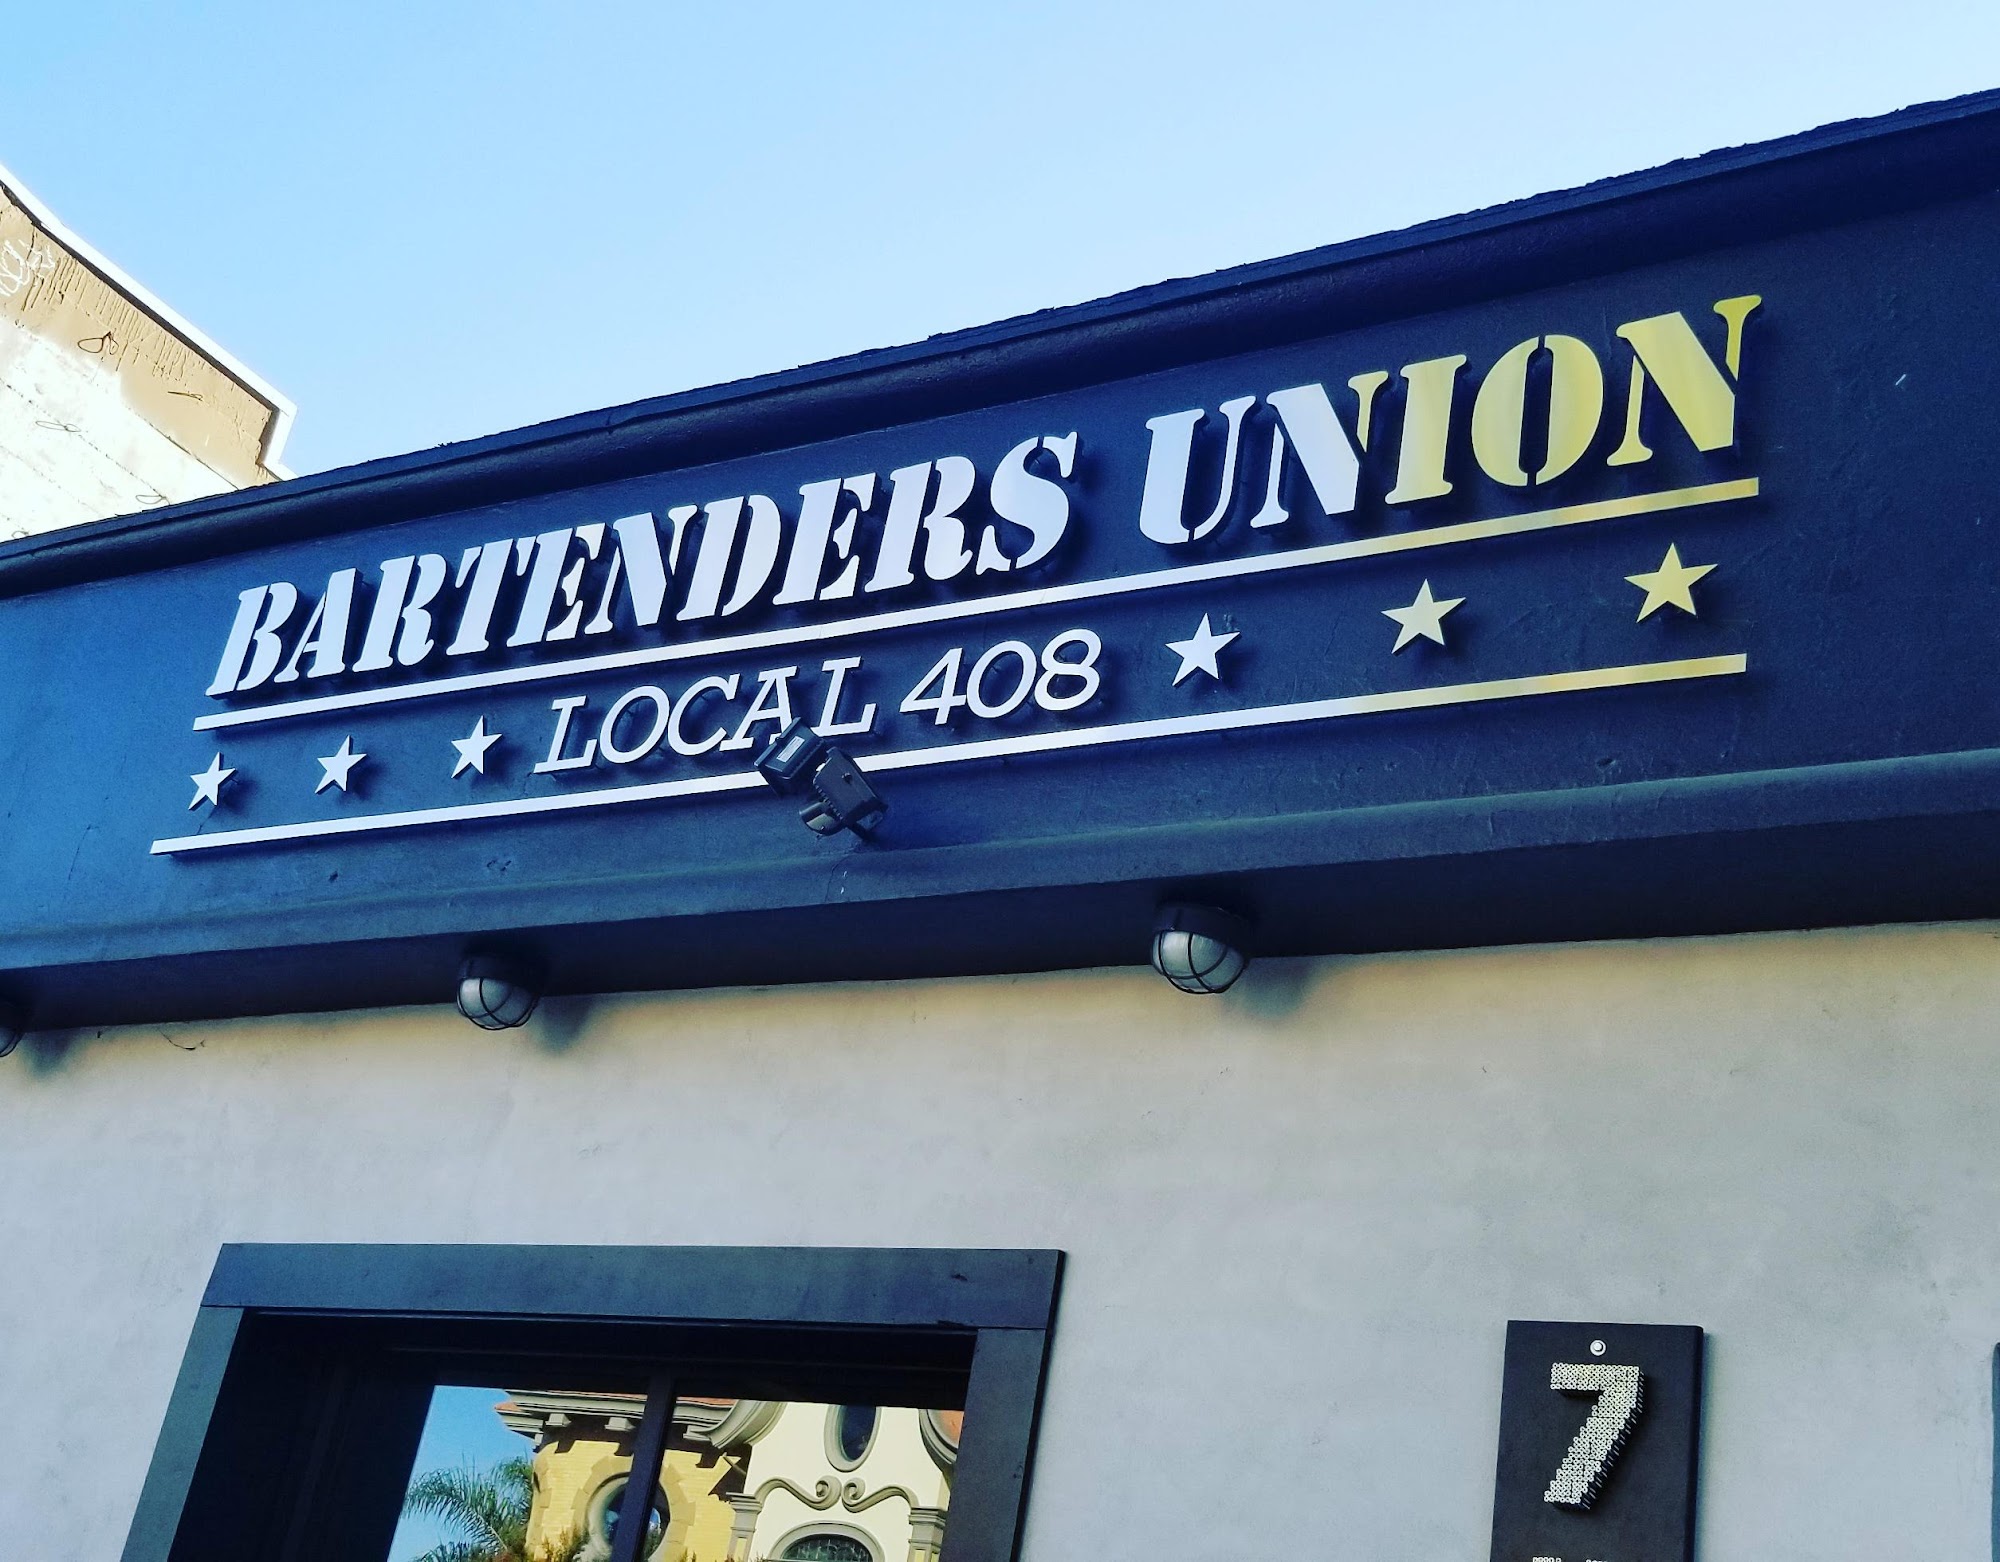 BARTENDERS UNION
LOCAL 408
7